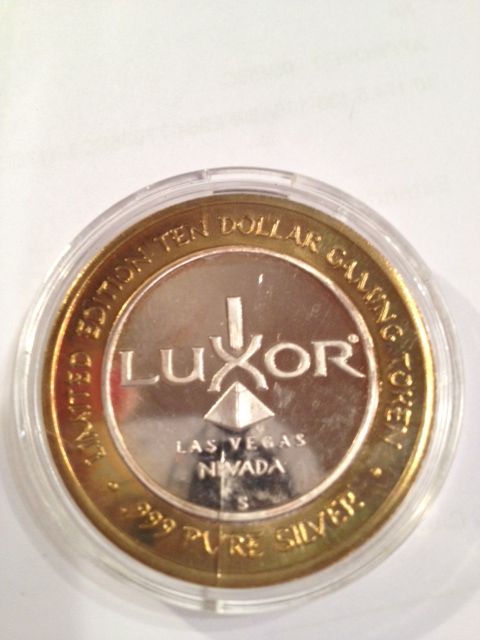 LIMITED EDITION TEN DOLLAR GAMING TOKEN
LUXOR®
LAS VEGAS
NEVADA
S
.999 PURE SILVER